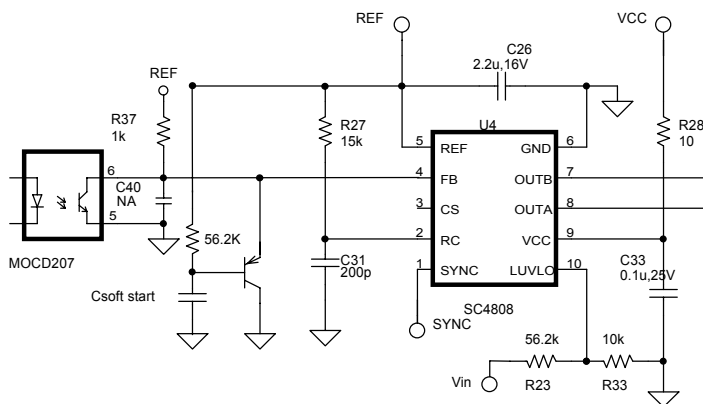 REF
VCC
C26
2.2u,16V
REF
R37
1k
R27
15k
U4
R28
10
5
REF
GND
6
6
C40
NA
5
4
FB
OUTB
7
3
CS
OUTA
8
56.2K
2
RC
VCC
9
MOCD207
C31
200p
1
SYNC
LUVLO
10
C33
0.1u,25V
Csoft start
SC4808
SYNC
56.2k
10k
Vin
R23
R33